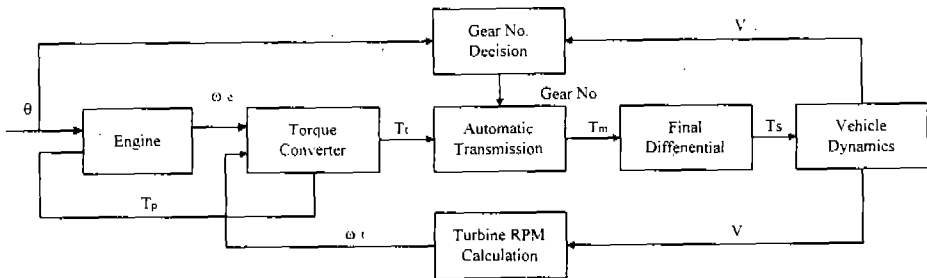 Gear No.
Decision
V
θ
ω e
Gear No
Engine
Torque
Converter
Tt
Automatic
Transmission
Tm
Final
Diffenential
Ts
Vehicle
Dynamics
Tp
ω t
Turbine RPM
Calculation
V